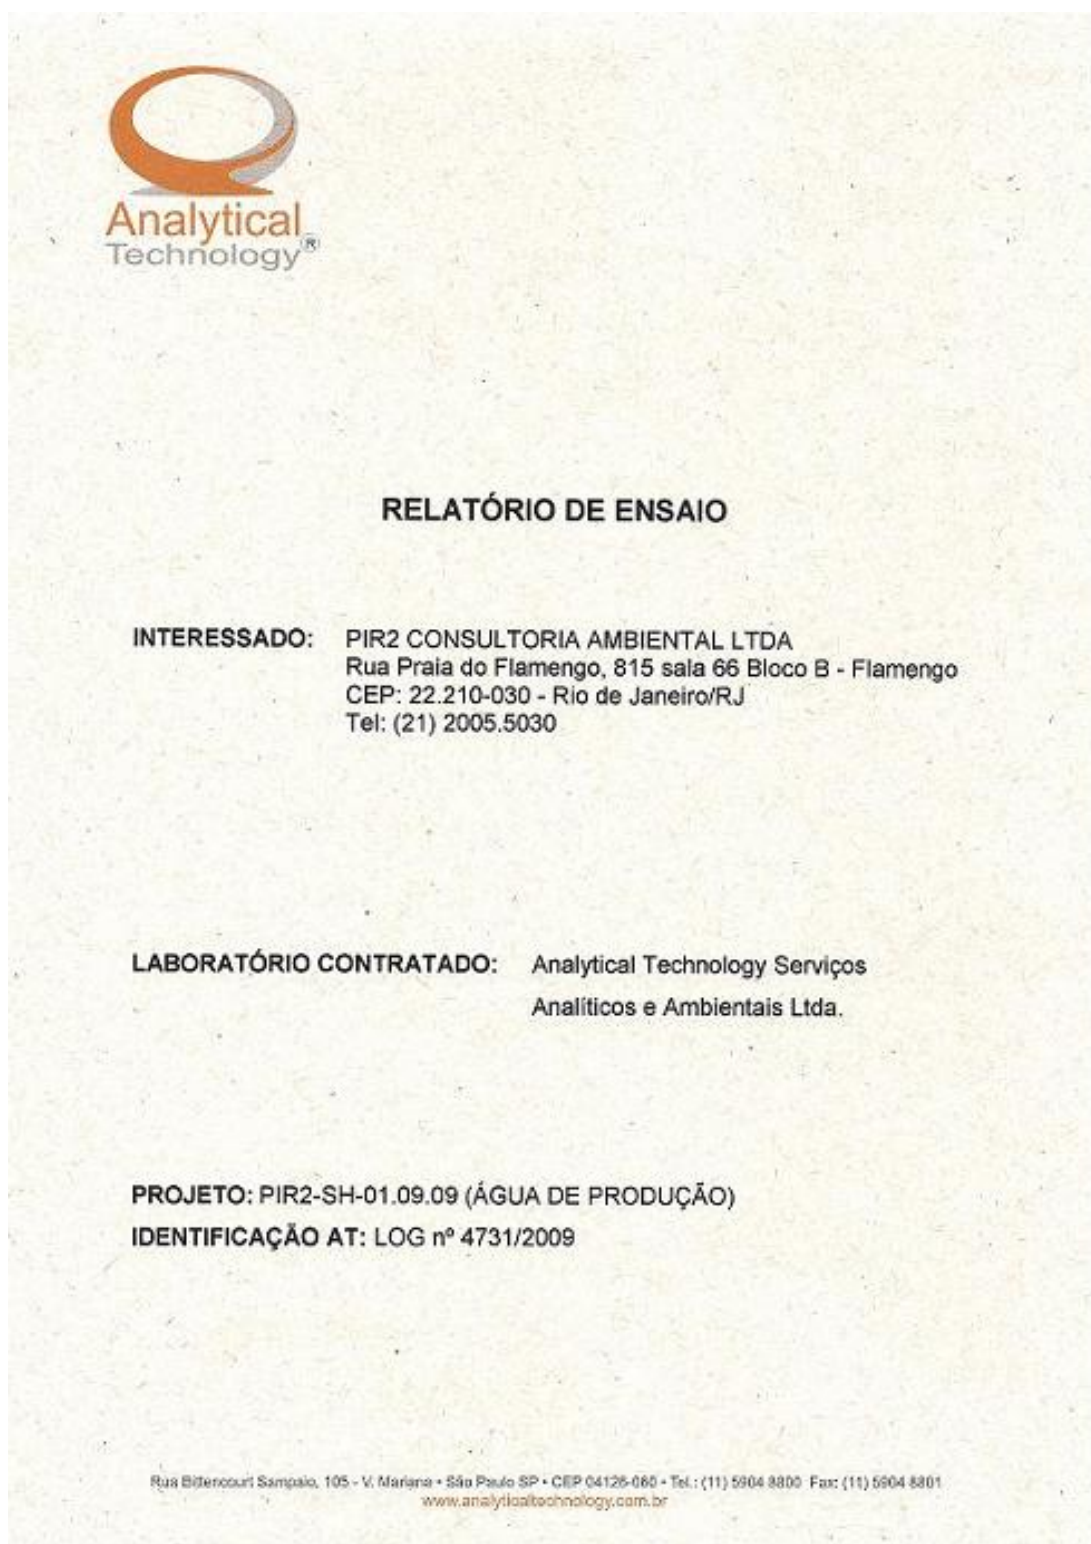 Analytical
Technology®
RELATÓRIO DE ENSAIO
INTERESSADO: PIR2 CONSULTORIA AMBIENTAL LTDA
Rua Praia do Flamengo, 815 sala 66 Bloco B - Flamengo
CEP: 22.210-030 - Rio de Janeiro/RJ
Tel: (21) 2005.5030
LABORATÓRIO CONTRATADO: Analytical Technology Serviços
Analíticos e Ambientais Ltda.
PROJETO: PIR2-SH-01.09.09 (ÁGUA DE PRODUÇÃO)
IDENTIFICAÇÃO AT: LOG nº 4731/2009
Rua Bittencourt Sampaio, 105 - V. Mariana • São Paulo SP • CEP 04126-060 • Tel.: (11) 5904 8800 Fax: (11) 5904 8801
www.analyticaltechnology.com.br